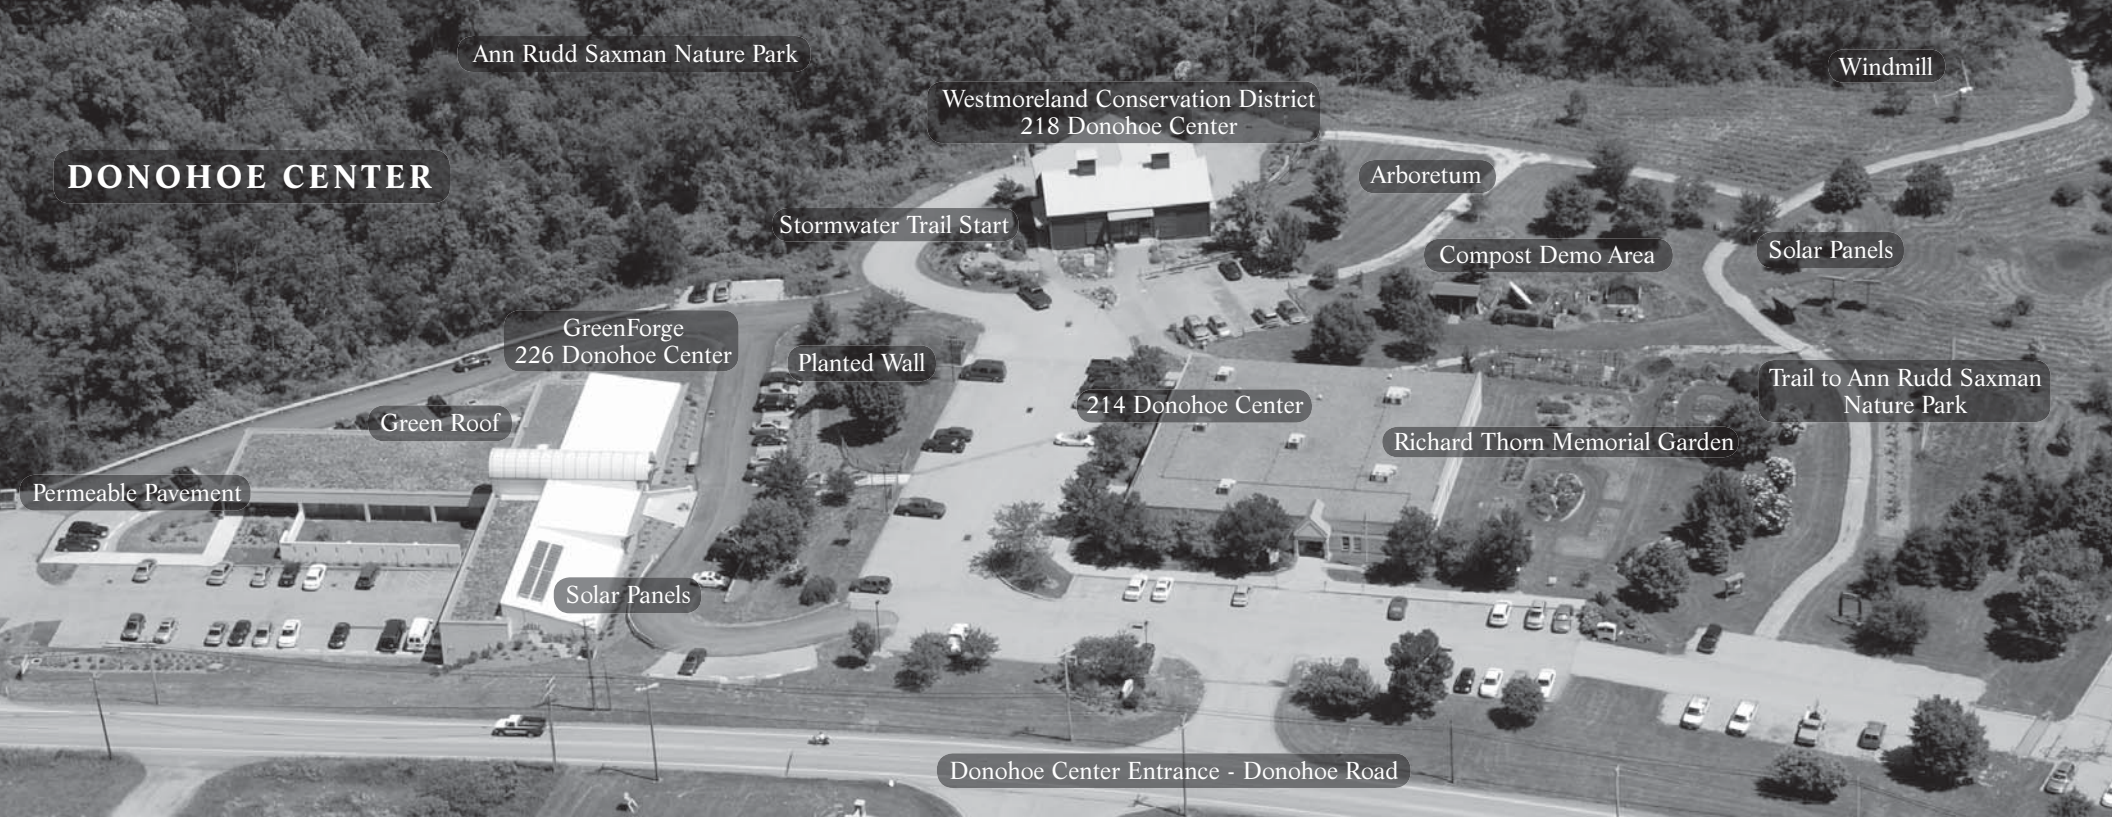 Ann Rudd Saxman Nature Park
Windmill
Westmoreland Conservation District
218 Donohoe Center
DONOHOE CENTER
Arboretum
Stormwater Trail Start
Compost Demo Area
Solar Panels
GreenForge
226 Donohoe Center
Planted Wall
Trail to Ann Rudd Saxman
Nature Park
214 Donohoe Center
Green Roof
Richard Thorn Memorial Garden
Permeable Pavement
Solar Panels
Donohoe Center Entrance - Donohoe Road